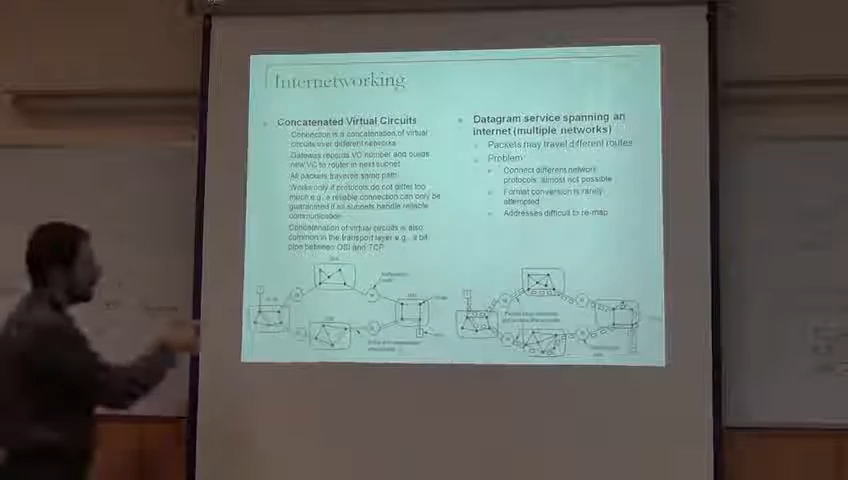 Internetworking
Concatenated Virtual Circuits
Connection is a concatenation of virtual
circuits over different networks
Gateway records VC number and builds
new VC to router in next subnet
All packets traverse same path
Works only if protocols do not differ too
much e.g., a reliable connection can only be
guaranteed if all subnets handle reliable
communication
Concatenation of virtual circuits is also
common in the transport layer e.g., a bit
pipe between OSI and TCP
Datagram service spanning an
internet (multiple networks)
Packets may travel different routes
Problem
Connect different network
protocols: almost not possible
Format conversion is rarely
attempted
Addresses difficult to re-map